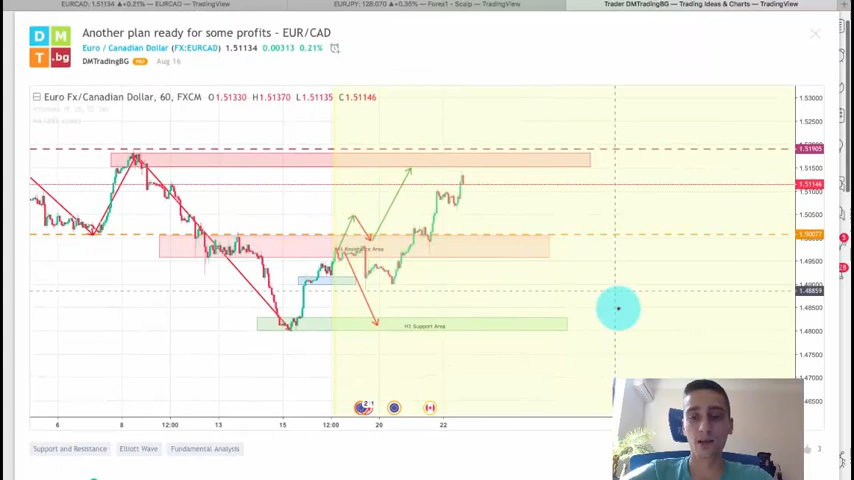 EURCAD: 1.51134 ▲+0.21% — EURCAD — TradingView
EURJPY: 128.070 ▲+0.35% — Forex1 - Scalp — TradingView
Trader DMTradingBG — Trading Ideas & Charts — TradingView
DM
T.bg
Another plan ready for some profits - EUR/CAD
Euro / Canadian Dollar (FX:EURCAD) 1.51134 0.00313 0.21%
DMTradingBG PRO Aug 16
Euro Fx/Canadian Dollar, 60, FXCM O1.51330 H1.51370 L1.51135 C1.51146
1.53000
1.52500
1.51905
1.51500
1.51146
1.50500
1.50077
1.49500
1.48859
1.48500
1.48000
1.47500
1.47000
1.46500
H1 Support Area
6 8 12:00 13 15 12:00 20 22
Support and Resistance
Elliott Wave
Fundamental Analysis
3